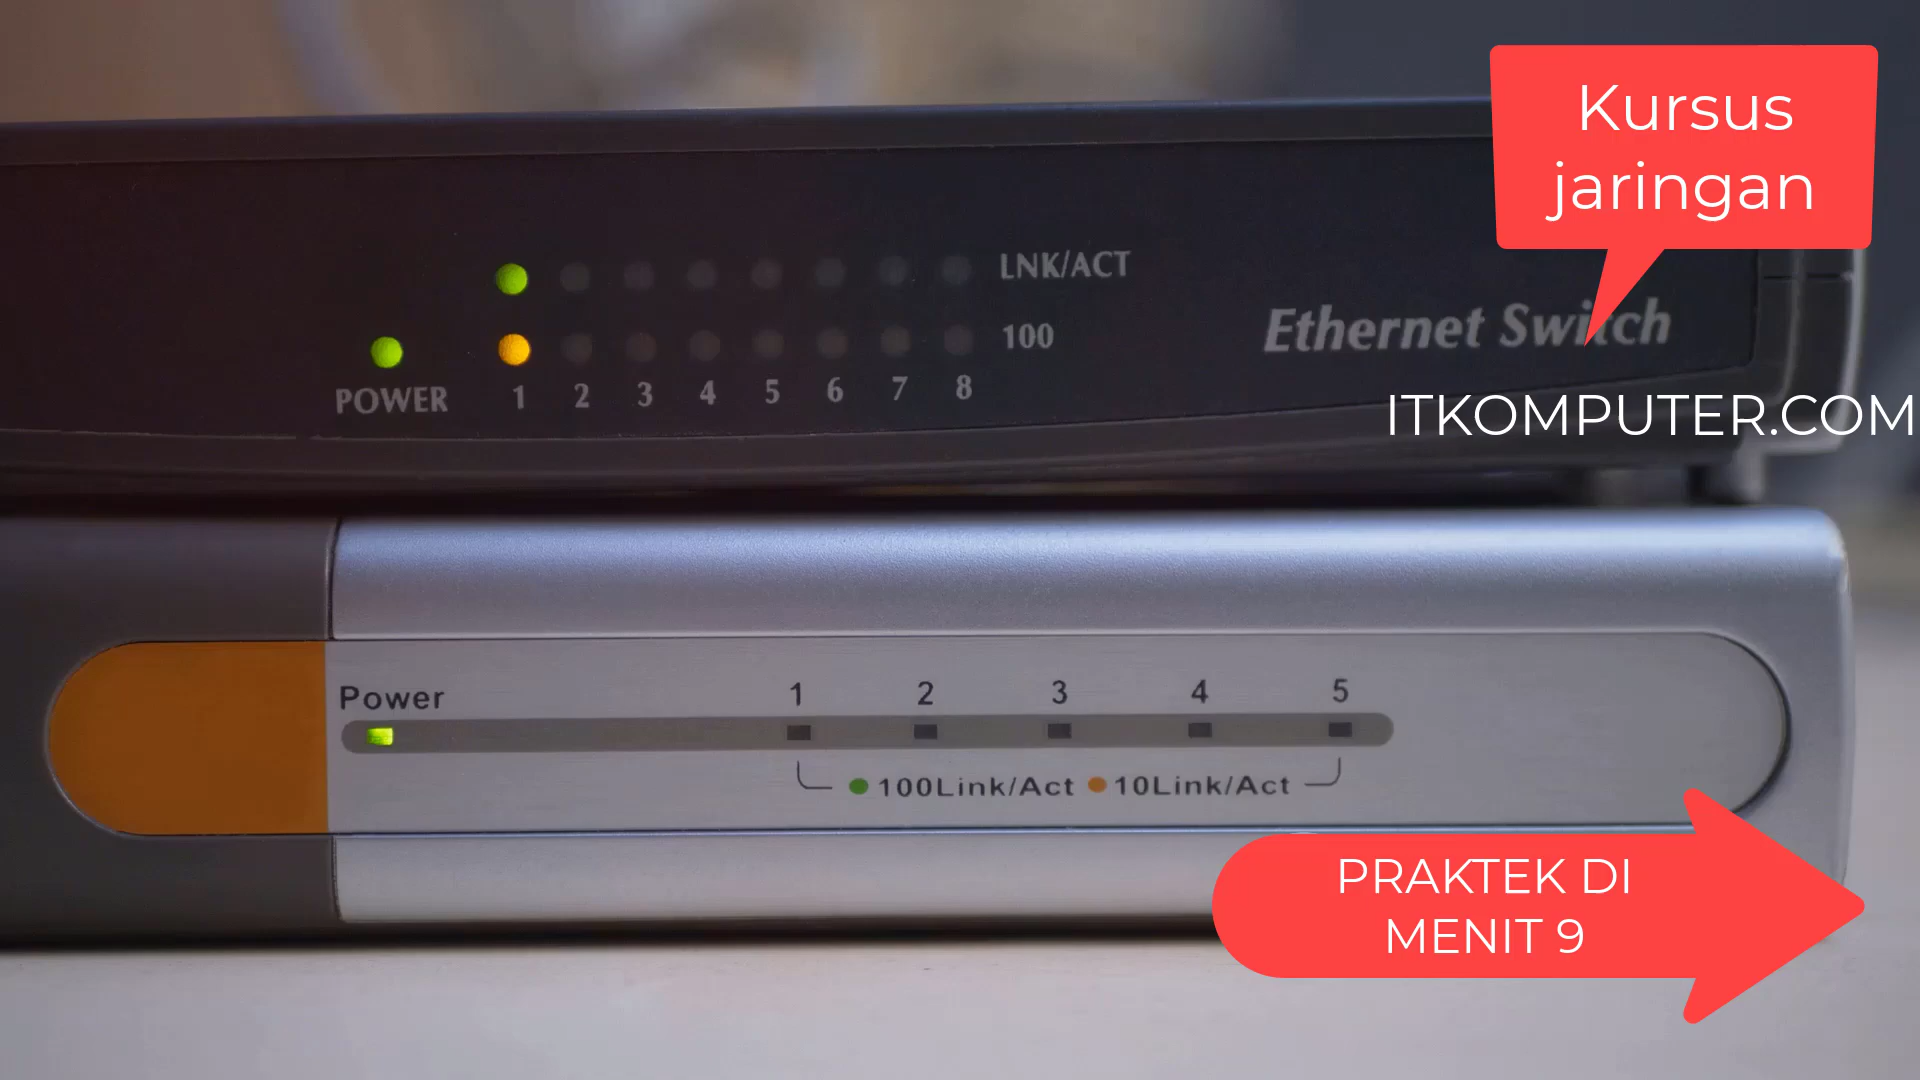 Kursus
jaringan
LNK/ACT
100
Ethernet Switch
POWER 1 2 3 4 5 6 7 8
ITKOMPUTER.COM
Power 1 2 3 4 5
100Link/Act 10Link/Act
PRAKTEK DI
MENIT 9